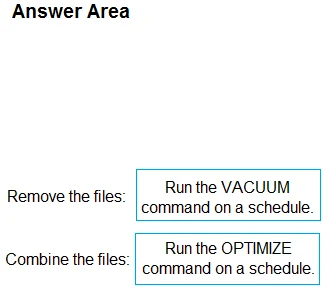 Answer Area
Remove the files:
Run the VACUUM
command on a schedule.
Combine the files:
Run the OPTIMIZE
command on a schedule.